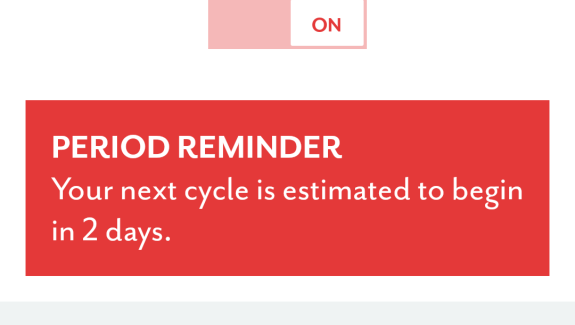 ON
PERIOD REMINDER
Your next cycle is estimated to begin
in 2 days.